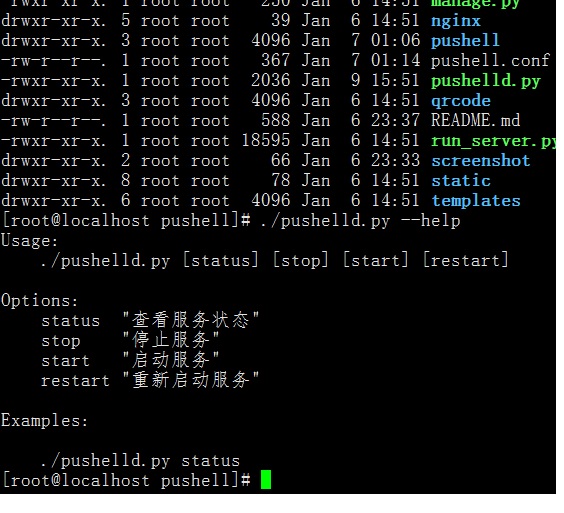 -rwxr-xr-x. 1 root root 250 Jan 6 14:51 manage.py
drwxr-xr-x. 5 root root 39 Jan 6 14:51 nginx
drwxr-xr-x. 3 root root 4096 Jan 7 01:06 pushell
-rw-r--r--. 1 root root 367 Jan 7 01:14 pushell.conf
-rwxr-xr-x. 1 root root 2036 Jan 9 15:51 pushelld.py
drwxr-xr-x. 3 root root 4096 Jan 6 14:51 qrcode
-rw-r--r--. 1 root root 588 Jan 6 23:37 README.md
-rwxr-xr-x. 1 root root 18595 Jan 6 14:51 run_server.py
drwxr-xr-x. 2 root root 66 Jan 6 23:33 screenshot
drwxr-xr-x. 8 root root 78 Jan 6 14:51 static
drwxr-xr-x. 6 root root 4096 Jan 6 14:51 templates
[root@localhost pushell]# ./pushelld.py --help
Usage:
./pushelld.py [status] [stop] [start] [restart]
Options:
status "查看服务状态"
stop "停止服务"
start "启动服务"
restart "重新启动服务"
Examples:
./pushelld.py status
[root@localhost pushell]#